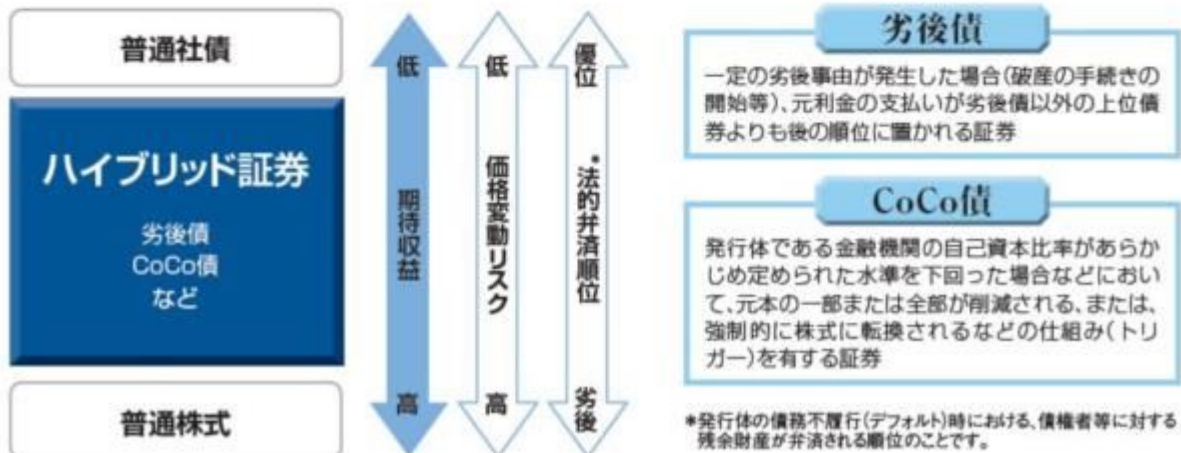 普通社債
ハイブリッド証券
劣後債
CoCo債
など
普通株式
低
期待収益
高
低
価格変動リスク
高
優位
*法的弁済順位
劣後
劣後債
一定の劣後事由が発生した場合(破産の手続きの
開始等)、元利金の支払いが劣後債以外の上位債
券よりも後の順位に置かれる証券
CoCo債
発行体である金融機関の自己資本比率があらか
じめ定められた水準を下回った場合などにおい
て、元本の一部または全部が削減される、または、
強制的に株式に転換されるなどの仕組み(トリ
ガー)を有する証券
*発行体の債務不履行(デフォルト)時における、債権者等に対する
残余財産が弁済される順位のことです。